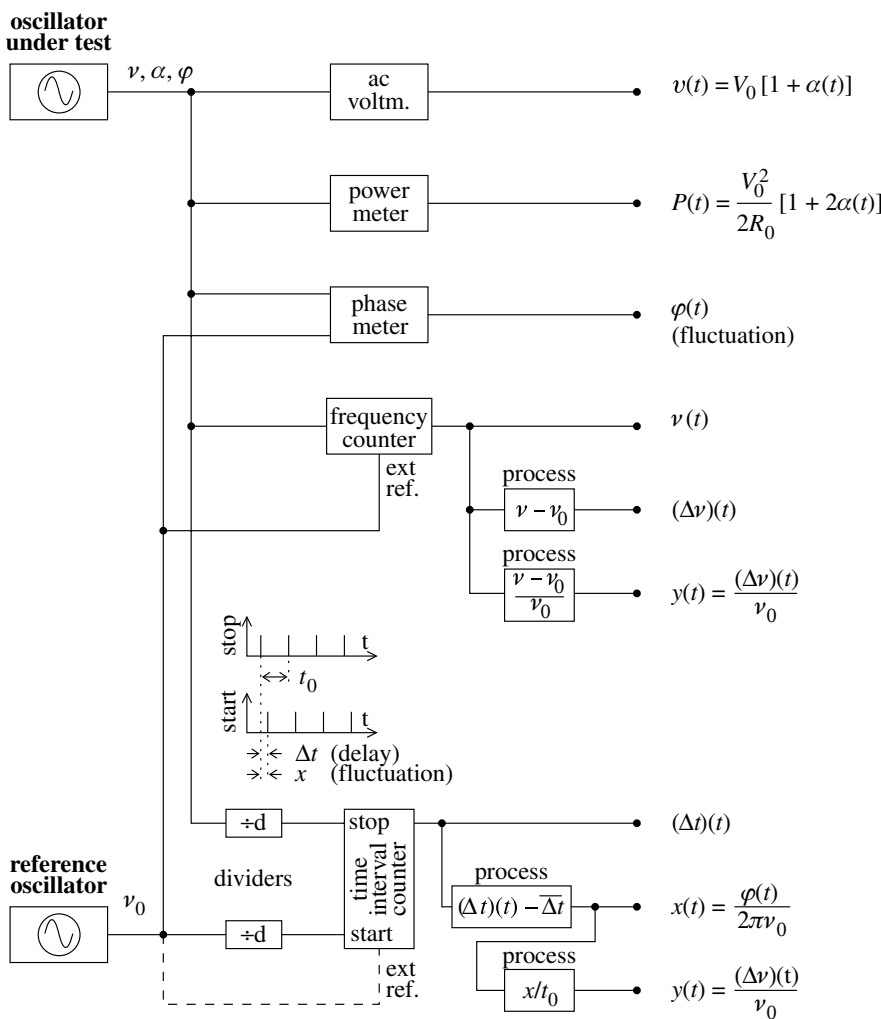 oscillator
under test
ν, α, φ
ac
voltm.
υ(t) = V₀ [1 + α(t)]
power
meter
P(t) = V₀²/2R₀ [1 + 2α(t)]
phase
meter
φ(t)
(fluctuation)
frequency
counter
ν(t)
ext
ref.
process
ν − ν₀
(Δν)(t)
process
ν − ν₀/ν₀
y(t) = (Δν)(t)/ν₀
stop
t
t₀
start
t
Δt (delay)
x (fluctuation)
÷d
stop
(Δt)(t)
reference
oscillator
dividers
time
interval
counter
process
(Δt)(t) − Δ̅t̅
x(t) = φ(t)/2πν₀
ν₀
÷d
start
ext
ref.
process
x/t₀
y(t) = (Δν)(t)/ν₀